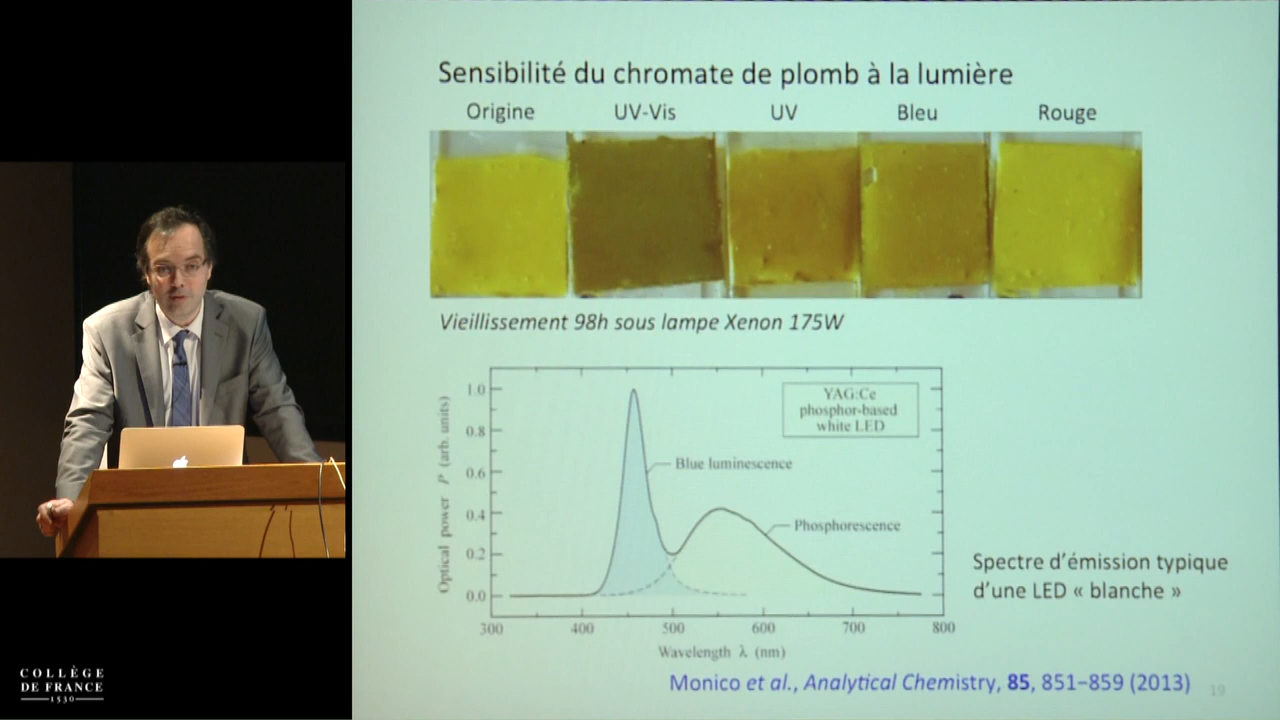 Sensibilité du chromate de plomb à la lumière
Origine UV-Vis UV Bleu Rouge
Vieillissement 98h sous lampe Xenon 175W
YAG:Ce
phosphor-based
white LED
Optical power P (arb. units)
1.0
0.8
0.6
0.4
0.2
0.0
Blue luminescence
Phosphorescence
300 400 500 600 700 800
Wavelength λ (nm)
Spectre d'émission typique
d'une LED « blanche »
Monico et al., Analytical Chemistry, 85, 851–859 (2013)
19
COLLÈGE
DE FRANCE
1530